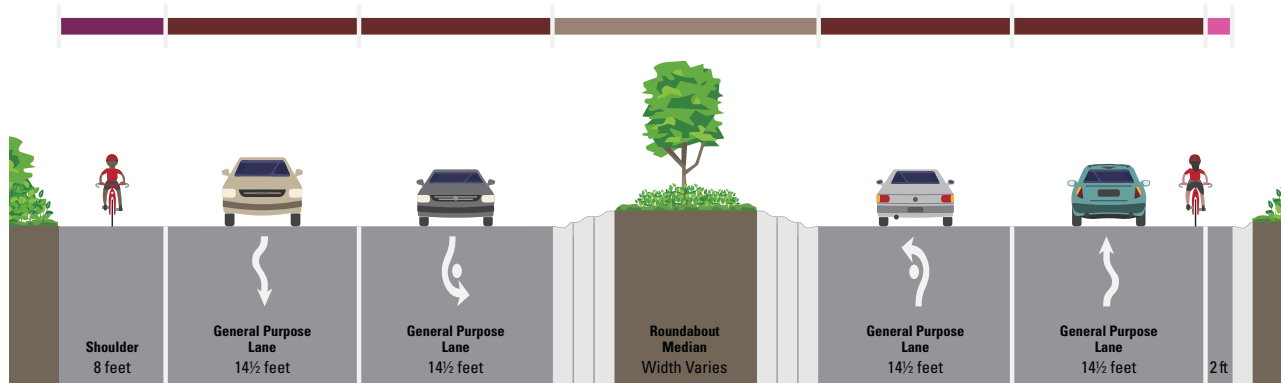 Shoulder
8 feet
General Purpose
Lane
14½ feet
General Purpose
Lane
14½ feet
Roundabout
Median
Width Varies
General Purpose
Lane
14½ feet
General Purpose
Lane
14½ feet
2 ft